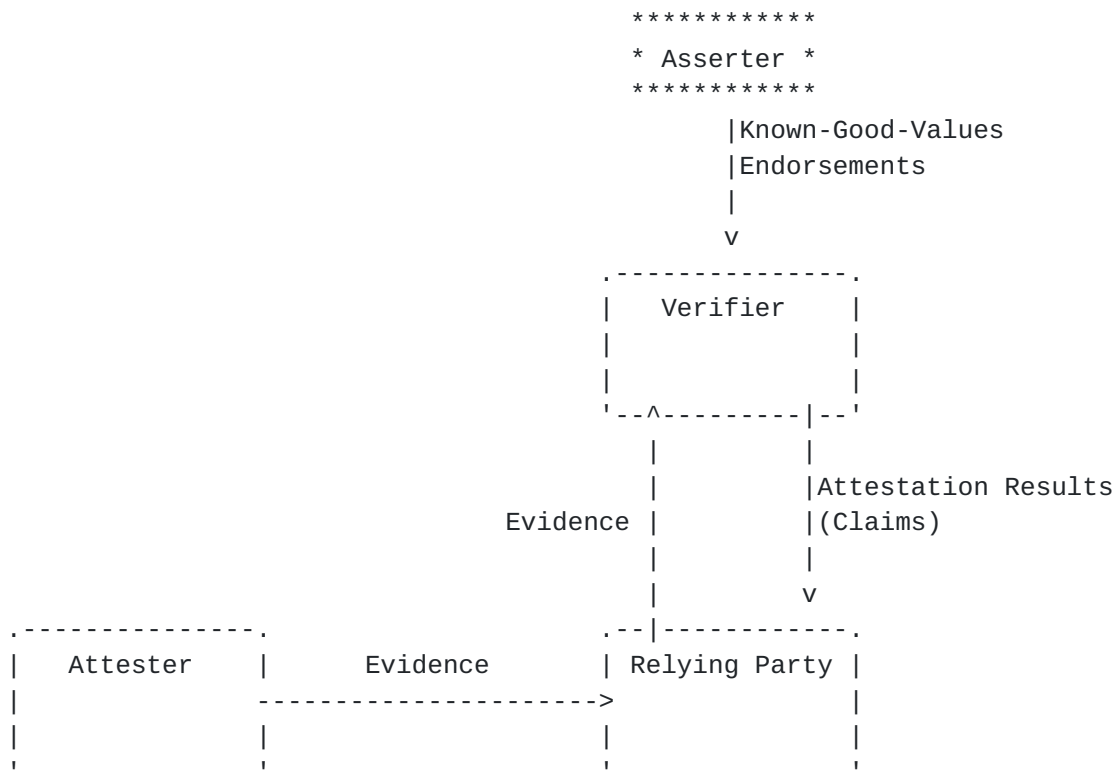 ************
* Asserter *
************
|Known-Good-Values
|Endorsements
|
v
.---------------.
|   Verifier    |
|               |
|               |
'--^---------|--'
|         |
|         |Attestation Results
Evidence |         |(Claims)
|         |
|         v
.---------------.                      .--|------------.
|   Attester    |      Evidence       | Relying Party |
|               ---------------------->               |
|               |                     |               |
'               '                     '               '